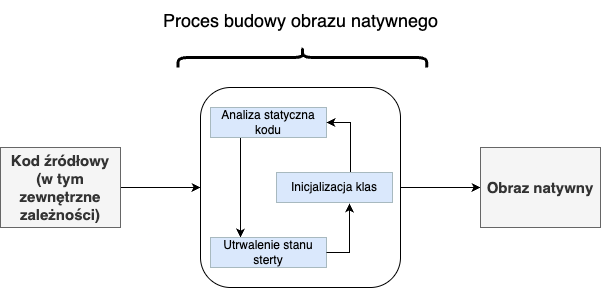 Proces budowy obrazu natywnego
Analiza statyczna
kodu
Kod źródłowy
(w tym
zewnętrzne
zależności)
Inicjalizacja klas
Obraz natywny
Utrwalenie stanu
sterty